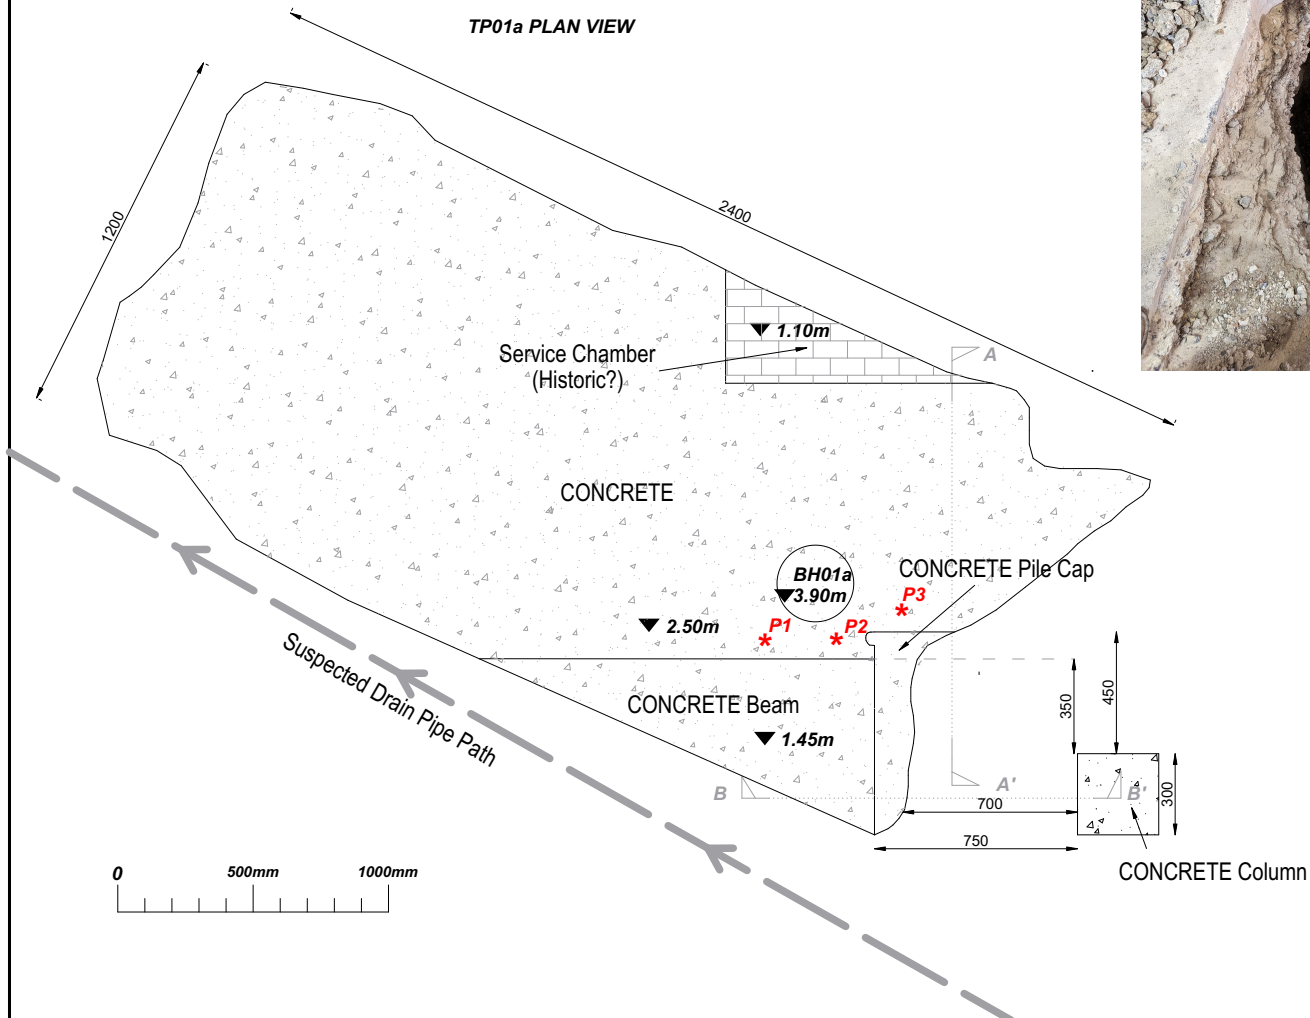 TP01a PLAN VIEW
2400
1200
1.10m
Service Chamber
(Historic?)
A
CONCRETE
BH01a
3.90m
CONCRETE Pile Cap
P3
P1
P2
2.50m
Suspected Drain Pipe Path
CONCRETE Beam
1.45m
350
450
B
A'
B'
700
300
750
CONCRETE Column
0
500mm
1000mm